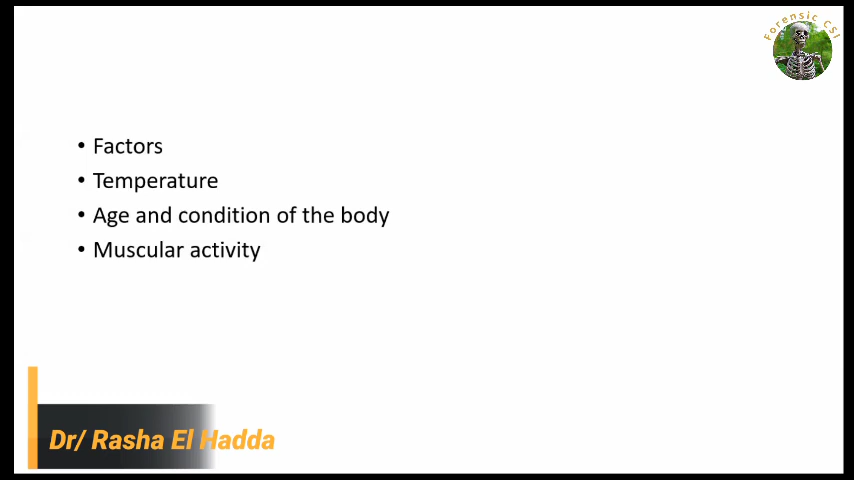 Forensic CSI
• Factors
• Temperature
• Age and condition of the body
• Muscular activity
Dr/ Rasha El Hadda